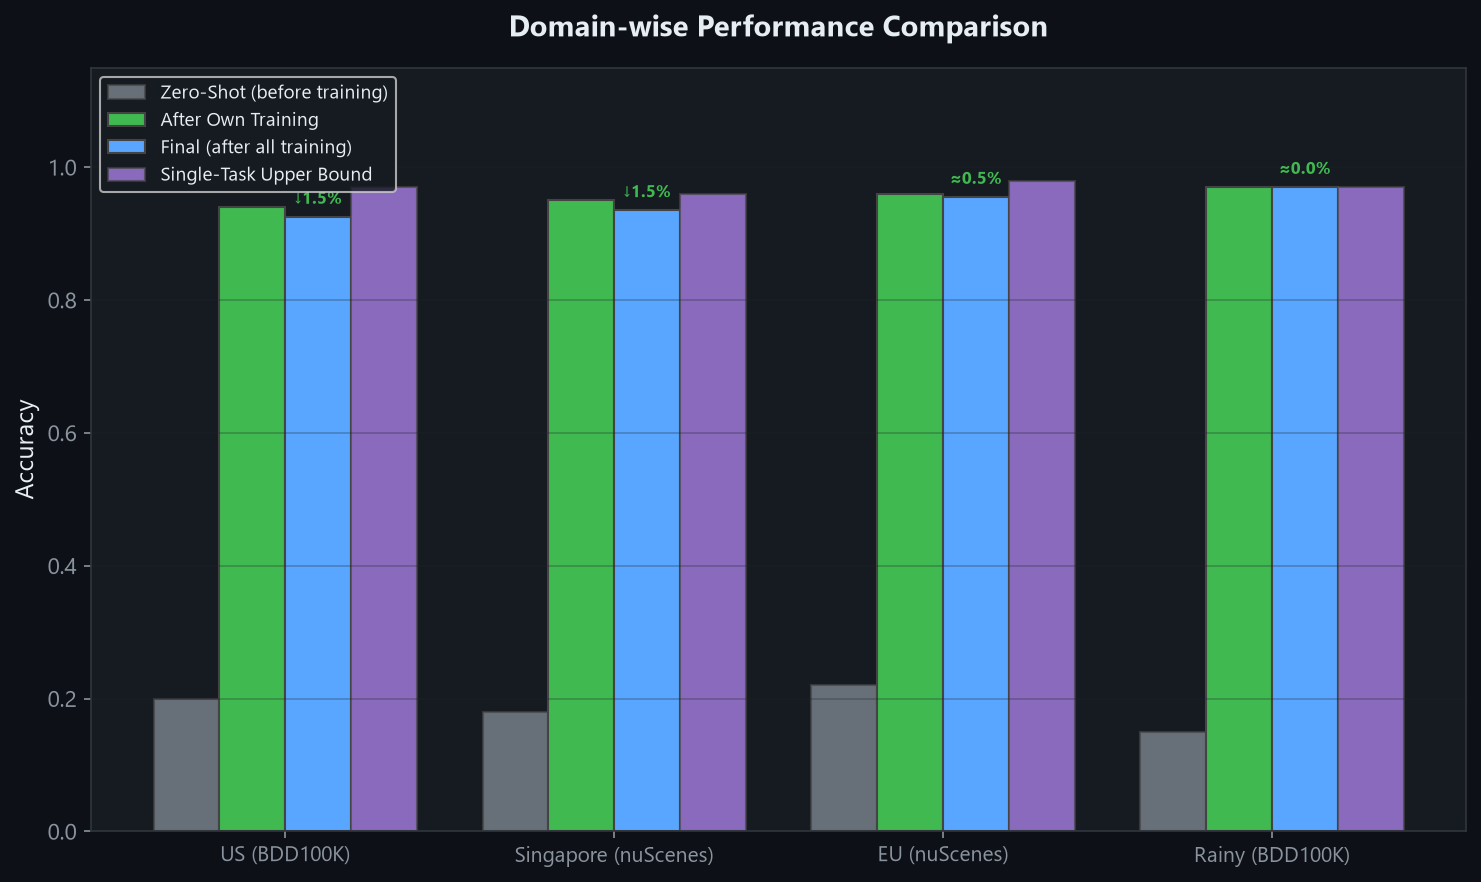 Domain-wise Performance Comparison
Zero-Shot (before training)
After Own Training
Final (after all training)
Single-Task Upper Bound
↓1.5%
↓1.5%
≈0.5%
≈0.0%
1.0
0.8
0.6
0.4
0.2
0.0
Accuracy
US (BDD100K)
Singapore (nuScenes)
EU (nuScenes)
Rainy (BDD100K)